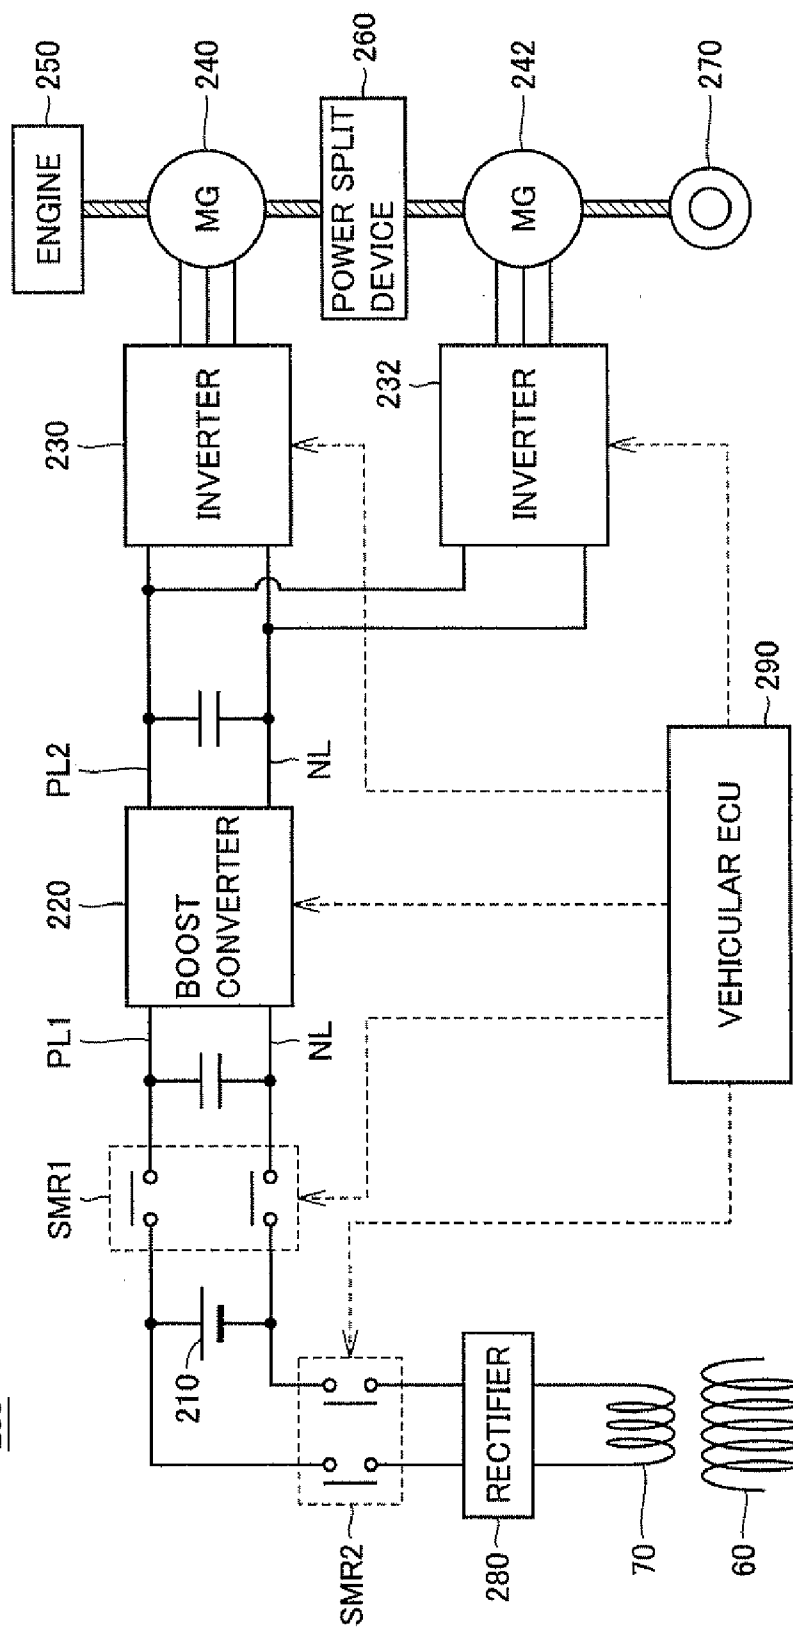 250
240
260
242
270
ENGINE
MG
POWER SPLIT
DEVICE
MG
230
INVERTER
232
INVERTER
PL2
NL
220
BOOST
CONVERTER
290
VEHICULAR ECU
PL1
NL
SMR1
210
SMR2
RECTIFIER
280
70
60